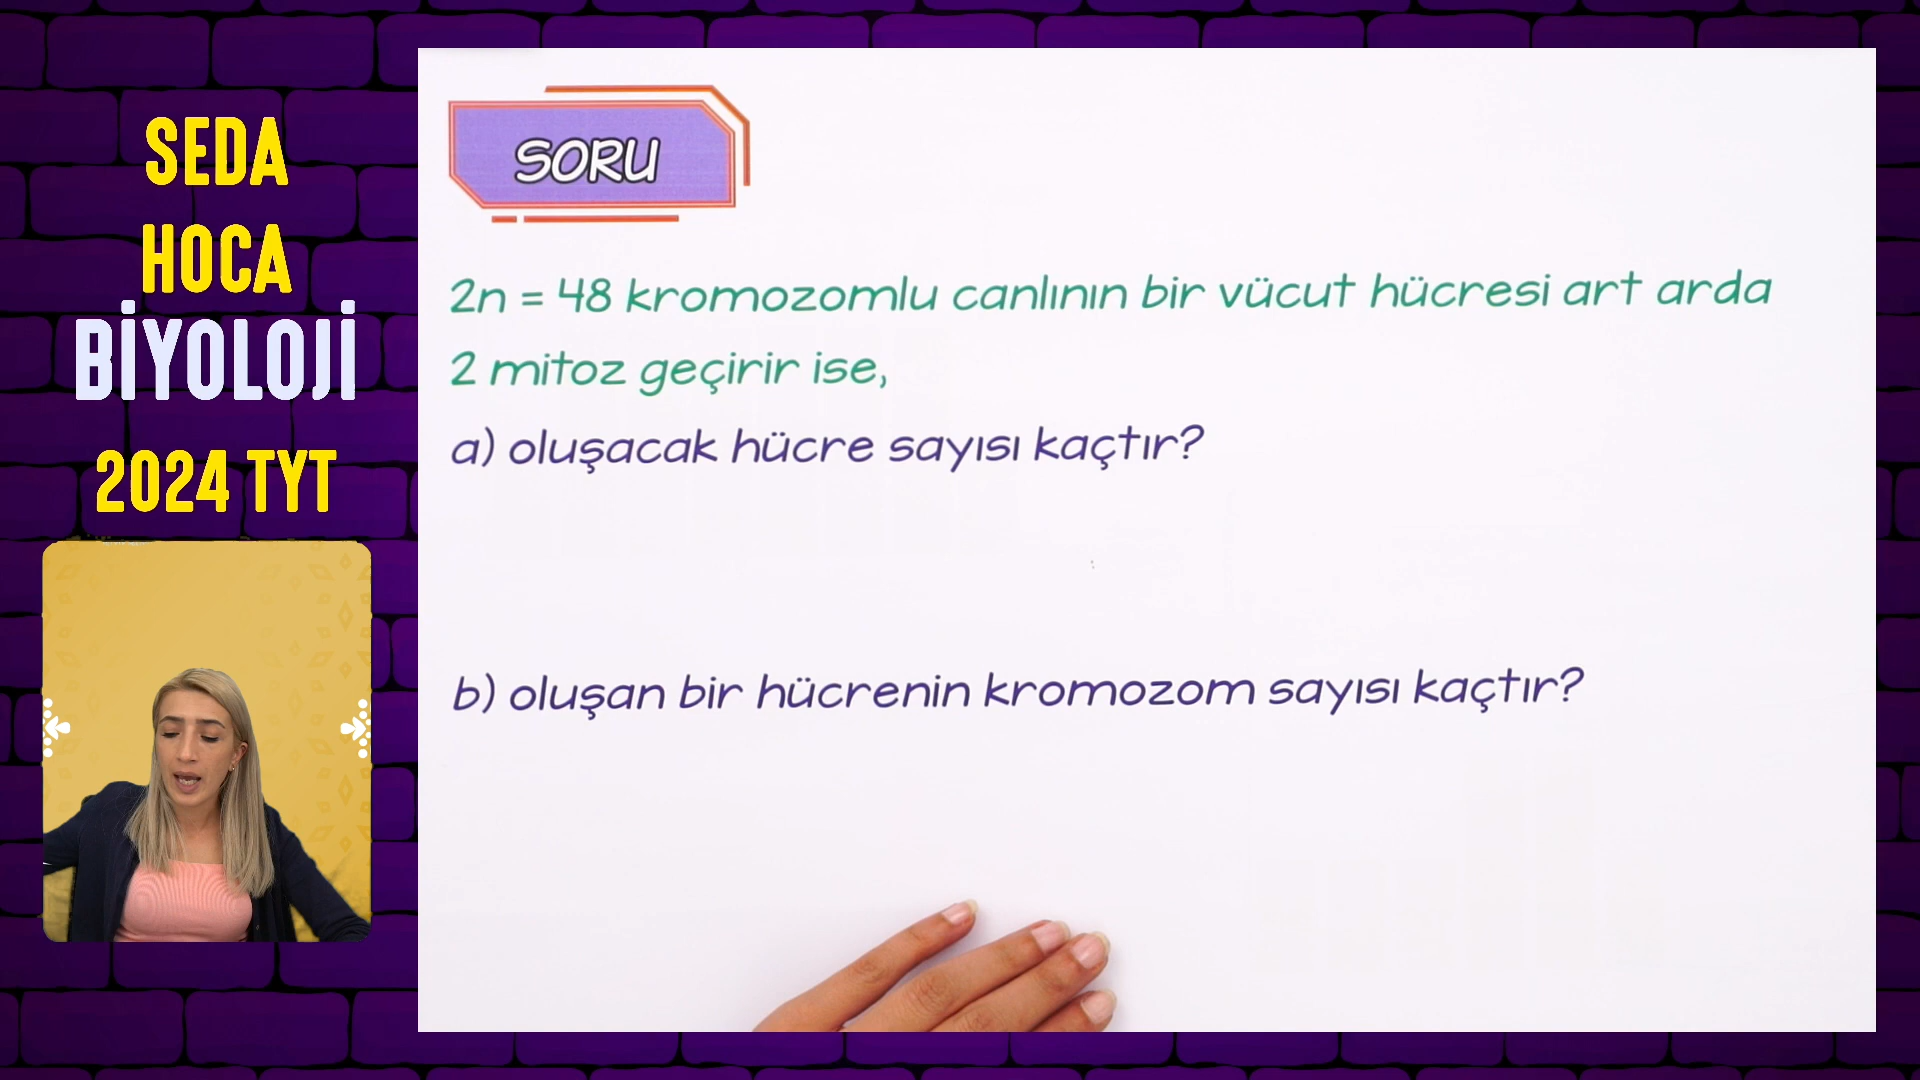 SEDA
HOCA
BİYOLOJİ
2024 TYT
SORU
2n = 48 kromozomlu canlının bir vücut hücresi art arda
2 mitoz geçirir ise,
a) oluşacak hücre sayısı kaçtır?
b) oluşan bir hücrenin kromozom sayısı kaçtır?